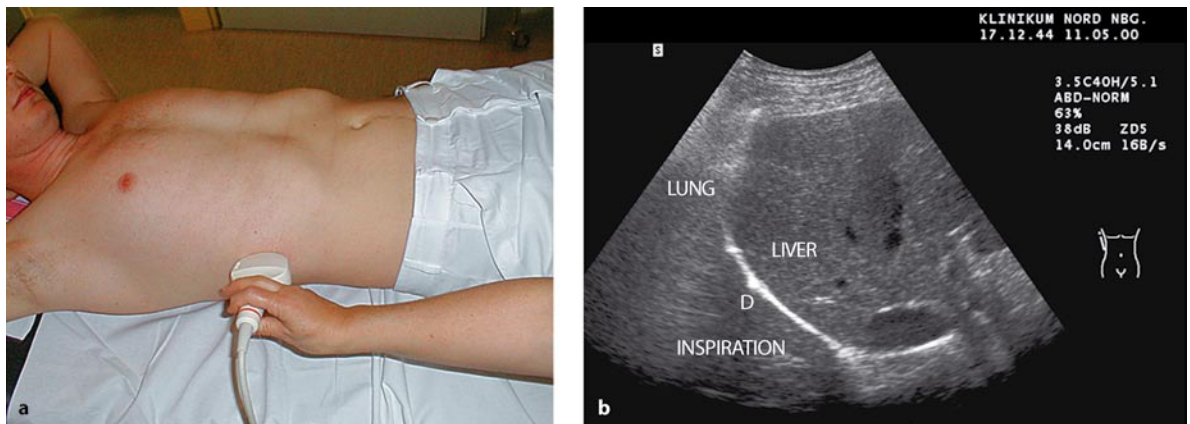 a
KLINIKUM NORD NBG.
17.12.44 11.05.00
S
3.5C40H/5.1
ABD-NORM
63%
38dB ZD5
14.0cm 16B/s
LUNG
LIVER
D
INSPIRATION
b